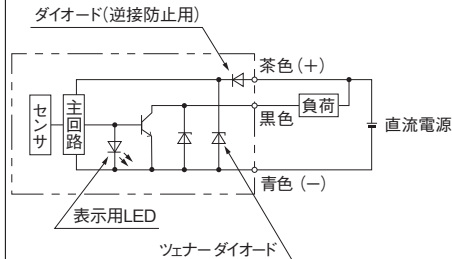 ダイオード(逆接防止用)
茶色(+)
センサ
主回路
黒色
負荷
直流電源
青色(−)
表示用LED
ツェナーダイオード